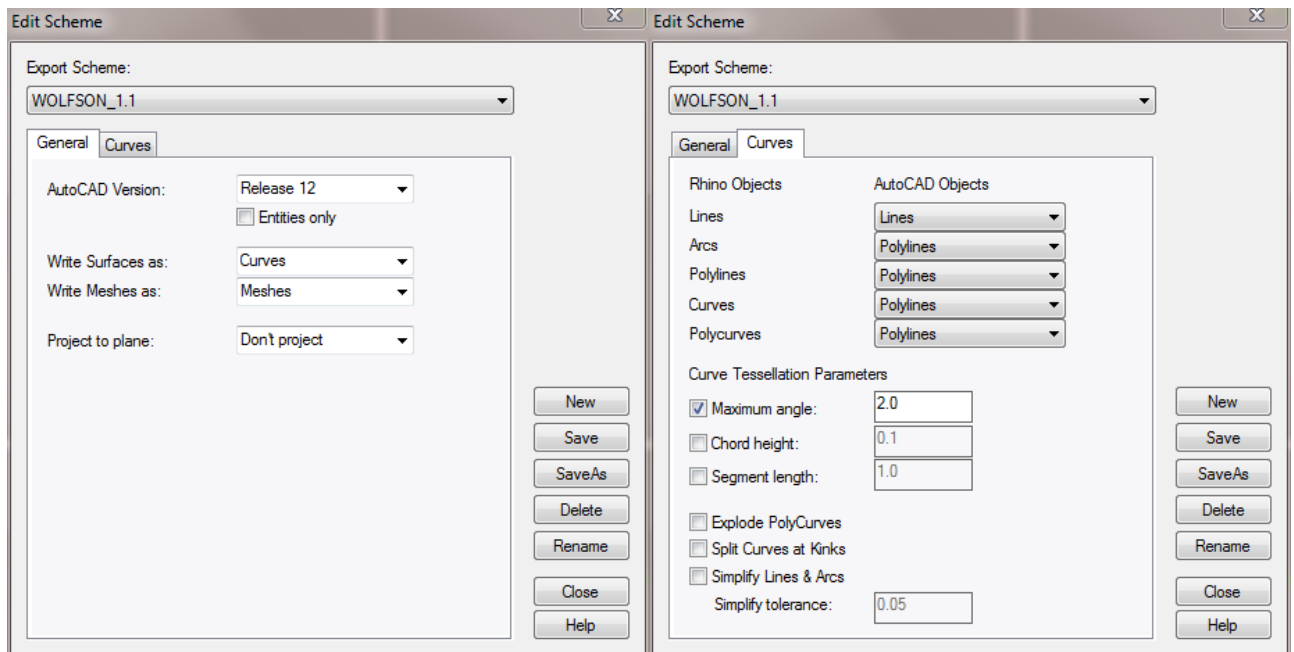 Edit Scheme
Export Scheme:
WOLFSON_1.1
General Curves
AutoCAD Version: Release 12
Entities only
Write Surfaces as: Curves
Write Meshes as: Meshes
Project to plane: Don't project
New
Save
SaveAs
Delete
Rename
Close
Help
Edit Scheme
Export Scheme:
WOLFSON_1.1
General Curves
Rhino Objects AutoCAD Objects
Lines Lines
Arcs Polylines
Polylines Polylines
Curves Polylines
Polycurves Polylines
Curve Tessellation Parameters
Maximum angle: 2.0
Chord height: 0.1
Segment length: 1.0
Explode PolyCurves
Split Curves at Kinks
Simplify Lines & Arcs
Simplify tolerance: 0.05
New
Save
SaveAs
Delete
Rename
Close
Help